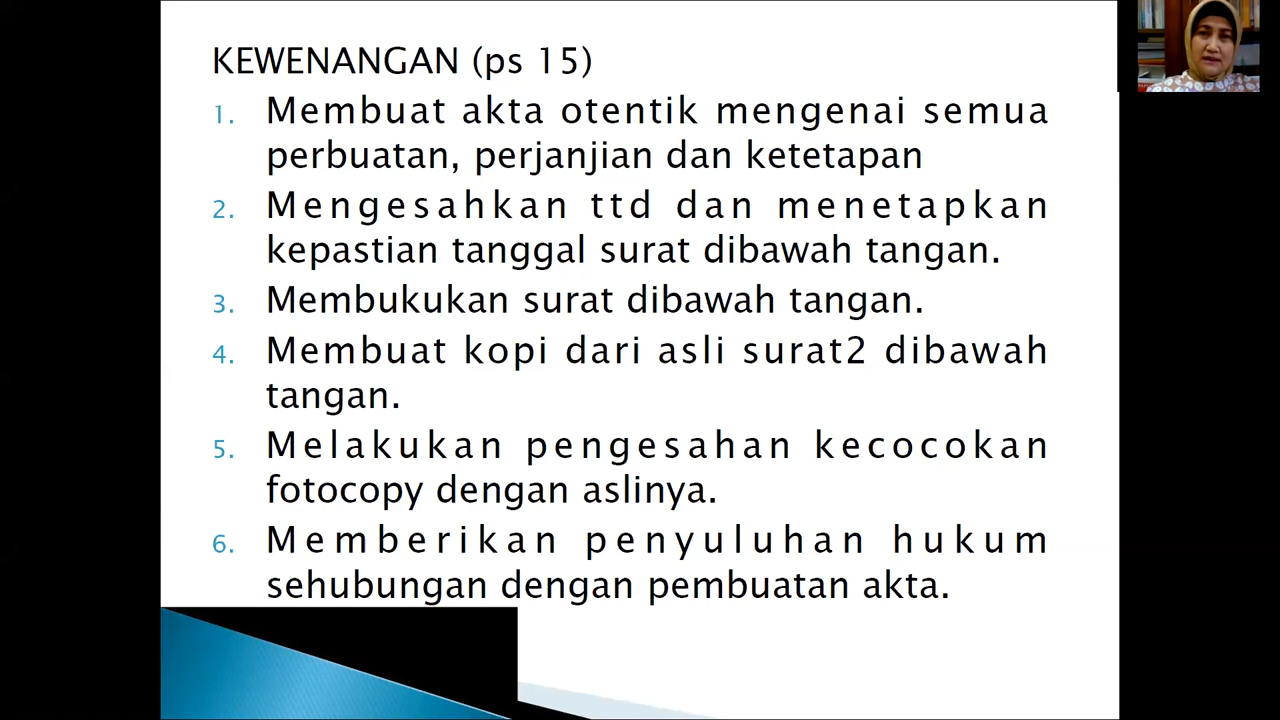 KEWENANGAN (ps 15)
1. Membuat akta otentik mengenai semua
perbuatan, perjanjian dan ketetapan
2. Mengesahkan ttd dan menetapkan
kepastian tanggal surat dibawah tangan.
3. Membukukan surat dibawah tangan.
4. Membuat kopi dari asli surat2 dibawah
tangan.
5. Melakukan pengesahan kecocokan
fotocopy dengan aslinya.
6. Memberikan penyuluhan hukum
sehubungan dengan pembuatan akta.